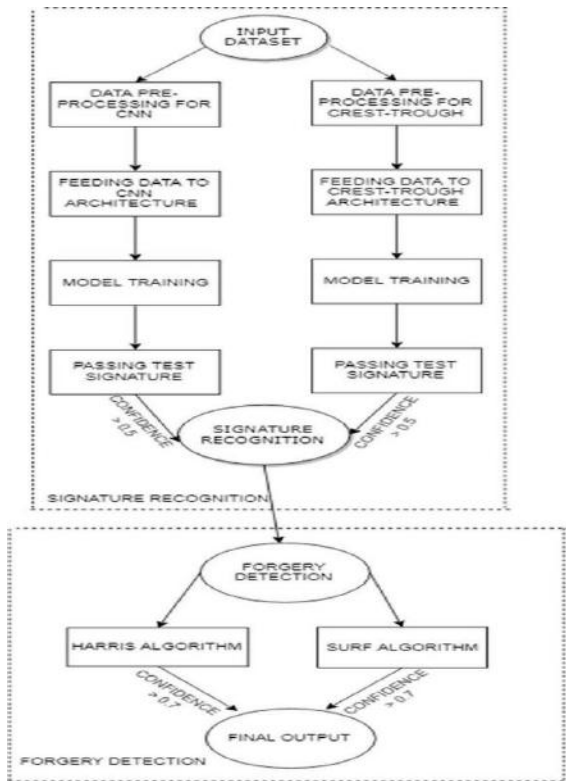 INPUT
DATASET
DATA PRE-
PROCESSING FOR
CNN
DATA PRE-
PROCESSING FOR
CREST-TROUGH
FEEDING DATA TO
CNN
ARCHITECTURE
FEEDING DATA TO
CREST-TROUGH
ARCHITECTURE
MODEL TRAINING
MODEL TRAINING
PASSING TEST
SIGNATURE
PASSING TEST
SIGNATURE
CONFIDENCE
> 0.5
CONFIDENCE
> 0.5
SIGNATURE
RECOGNITION
SIGNATURE RECOGNITION
FORGERY
DETECTION
HARRIS ALGORITHM
SURF ALGORITHM
CONFIDENCE
> 0.7
CONFIDENCE
> 0.7
FINAL OUTPUT
FORGERY DETECTION